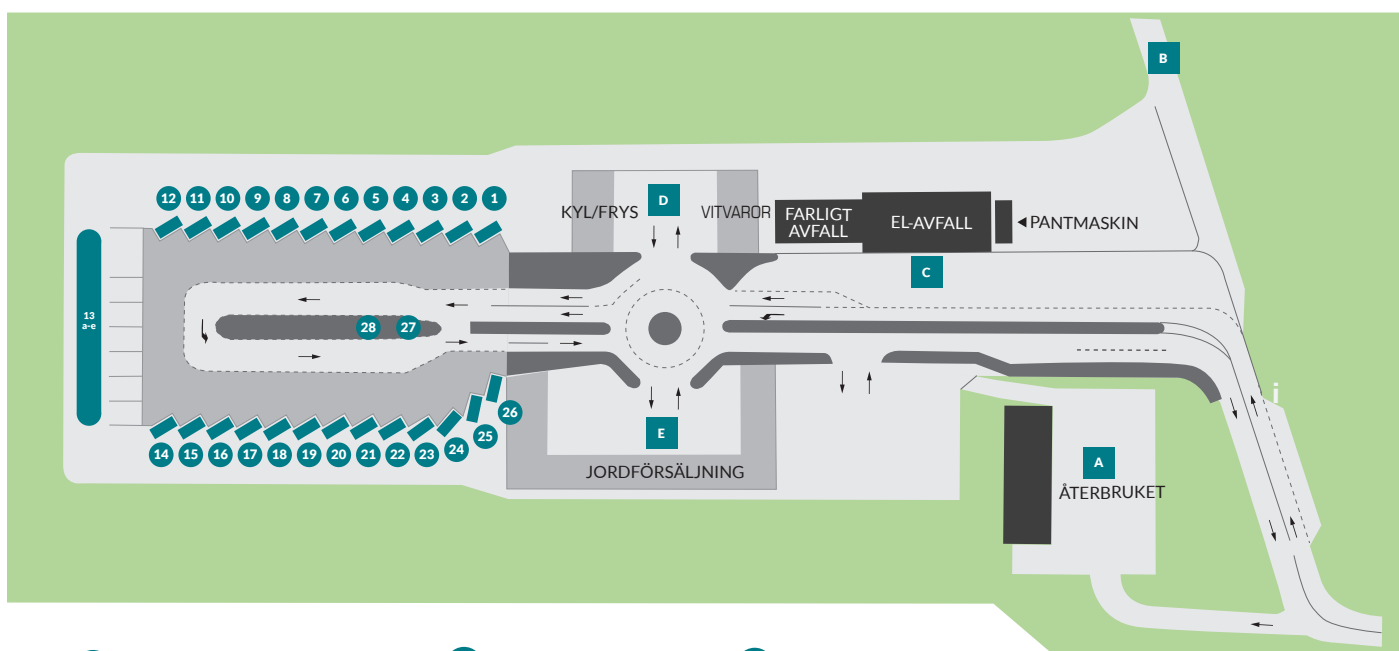 B
12 11 10 9 8 7 6 5 4 3 2 1
KYL/FRYS
D
VITVAROR
FARLIGT
AVFALL
EL-AVFALL
PANTMASKIN
C
13
a-e
28 27
i
14 15 16 17 18 19 20 21 22 23 24 25 26
E
JORDFÖRSÄLJNING
A
ÅTERBRUKET